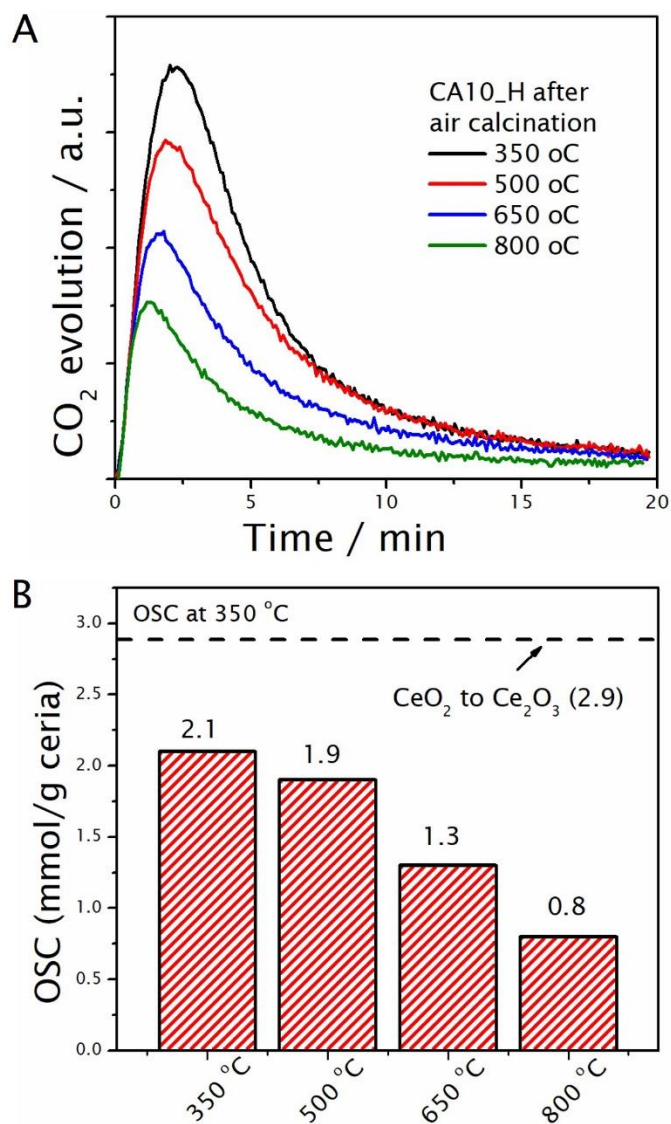 A
CO₂ evolution / a.u.
CA10_H after
air calcination
350 oC
500 oC
650 oC
800 oC
0 5 10 15 20
Time / min
B
OSC (mmol/g ceria)
3.0
2.5
2.0
1.5
1.0
0.5
0.0
OSC at 350 °C
CeO₂ to Ce₂O₃ (2.9)
2.1
1.9
1.3
0.8
350 °C 500 °C 650 °C 800 °C